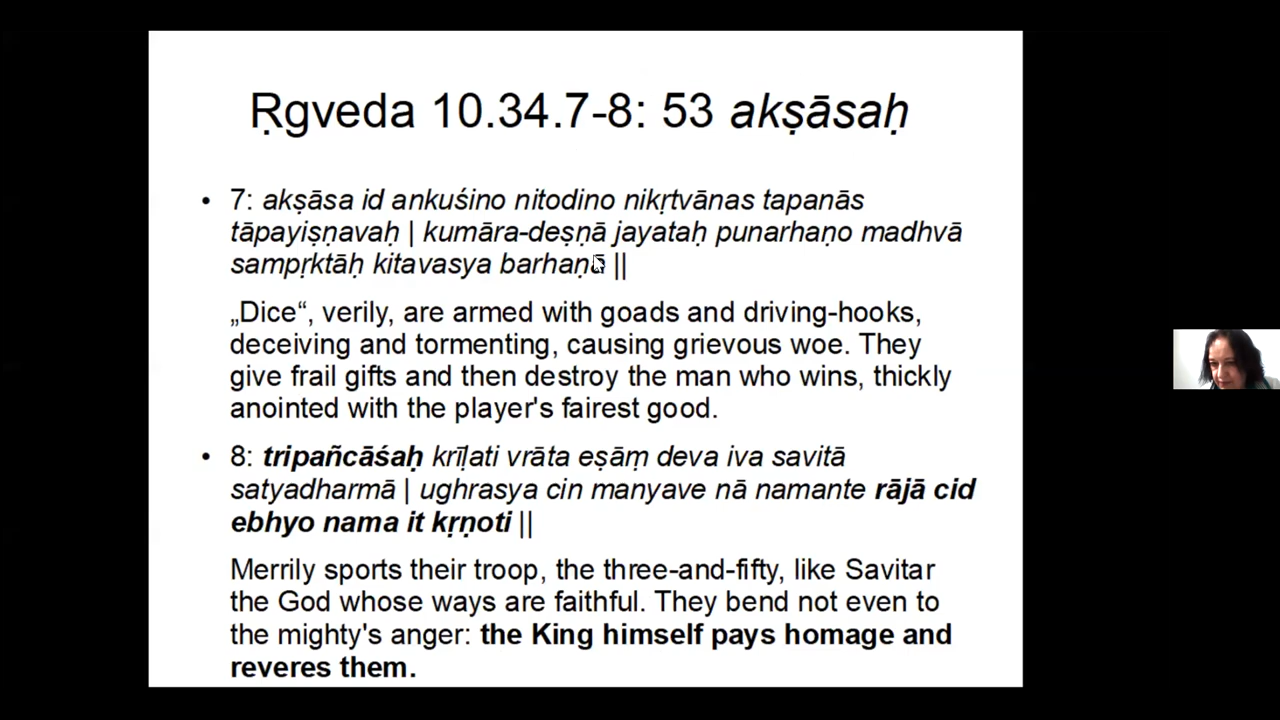 Ṛgveda 10.34.7-8: 53 akṣāsaḥ
• 7: akṣāsa id ankuśino nitodino nikṛtvānas tapanās
tāpayiṣṇavaḥ | kumāra-deṣṇā jayataḥ punarhaṇo madhvā
sampṛktāḥ kitavasya barhaṇā ||
„Dice“, verily, are armed with goads and driving-hooks,
deceiving and tormenting, causing grievous woe. They
give frail gifts and then destroy the man who wins, thickly
anointed with the player's fairest good.
• 8: tripañcāśaḥ krīḷati vrāta eṣāṃ deva iva savitā
satyadharmā | ughrasya cin manyave nā namante rājā cid
ebhyo nama it kṛṇoti ||
Merrily sports their troop, the three-and-fifty, like Savitar
the God whose ways are faithful. They bend not even to
the mighty's anger: the King himself pays homage and
reveres them.